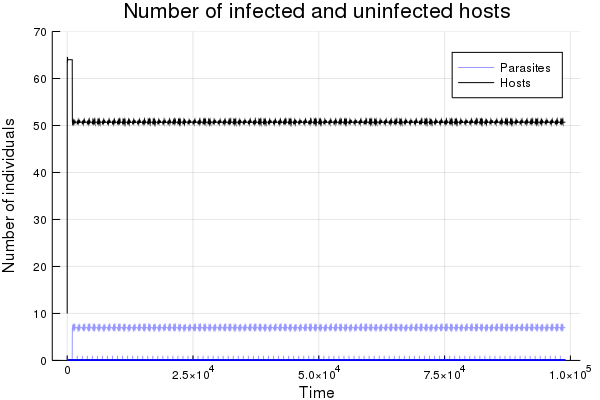 Number of infected and uninfected hosts
Number of individuals
70
60
50
40
30
20
10
0
Parasites
Hosts
0
2.5×10⁴
5.0×10⁴
7.5×10⁴
1.0×10⁵
Time